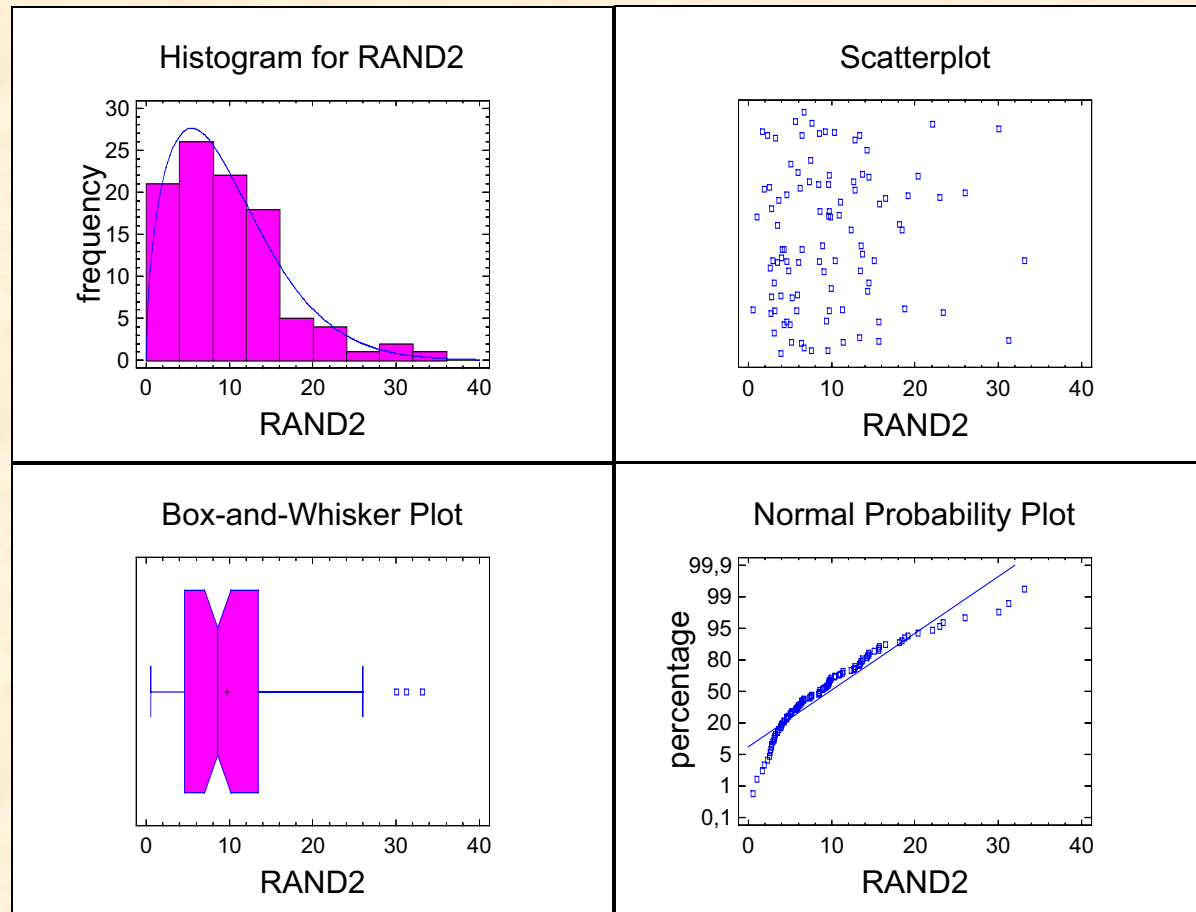 Histogram for RAND2
30
25
20
15
10
5
0
frequency
0 10 20 30 40
RAND2
Scatterplot
0 10 20 30 40
RAND2
Box-and-Whisker Plot
0 10 20 30 40
RAND2
Normal Probability Plot
99,9
99
95
80
50
20
5
1
0,1
percentage
0 10 20 30 40
RAND2